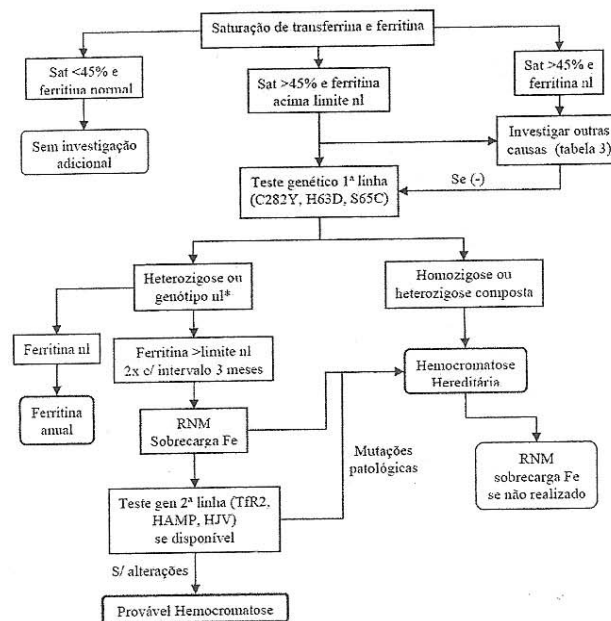 Saturação de transferrina e ferritina
Sat <45% e
ferritina normal
Sat >45% e ferritina
acima limite nl
Sat >45% e
ferritina nl
Sem investigação
adicional
Investigar outras
causas (tabela 3)
Se (-)
Teste genético 1ª linha
(C282Y, H63D, S65C)
Heterozigose ou
genótipo nl*
Homozigose ou
heterozigose composta
Ferritina nl
Ferritina >limite nl
2x c/ intervalo 3 meses
Hemocromatose
Hereditária
Ferritina
anual
RNM
Sobrecarga Fe
Mutações
patológicas
RNM
sobrecarga Fe
se não realizado
Teste gen 2ª linha (TfR2,
HAMP, HJV)
se disponível
S/ alterações
Provável Hemocromatose